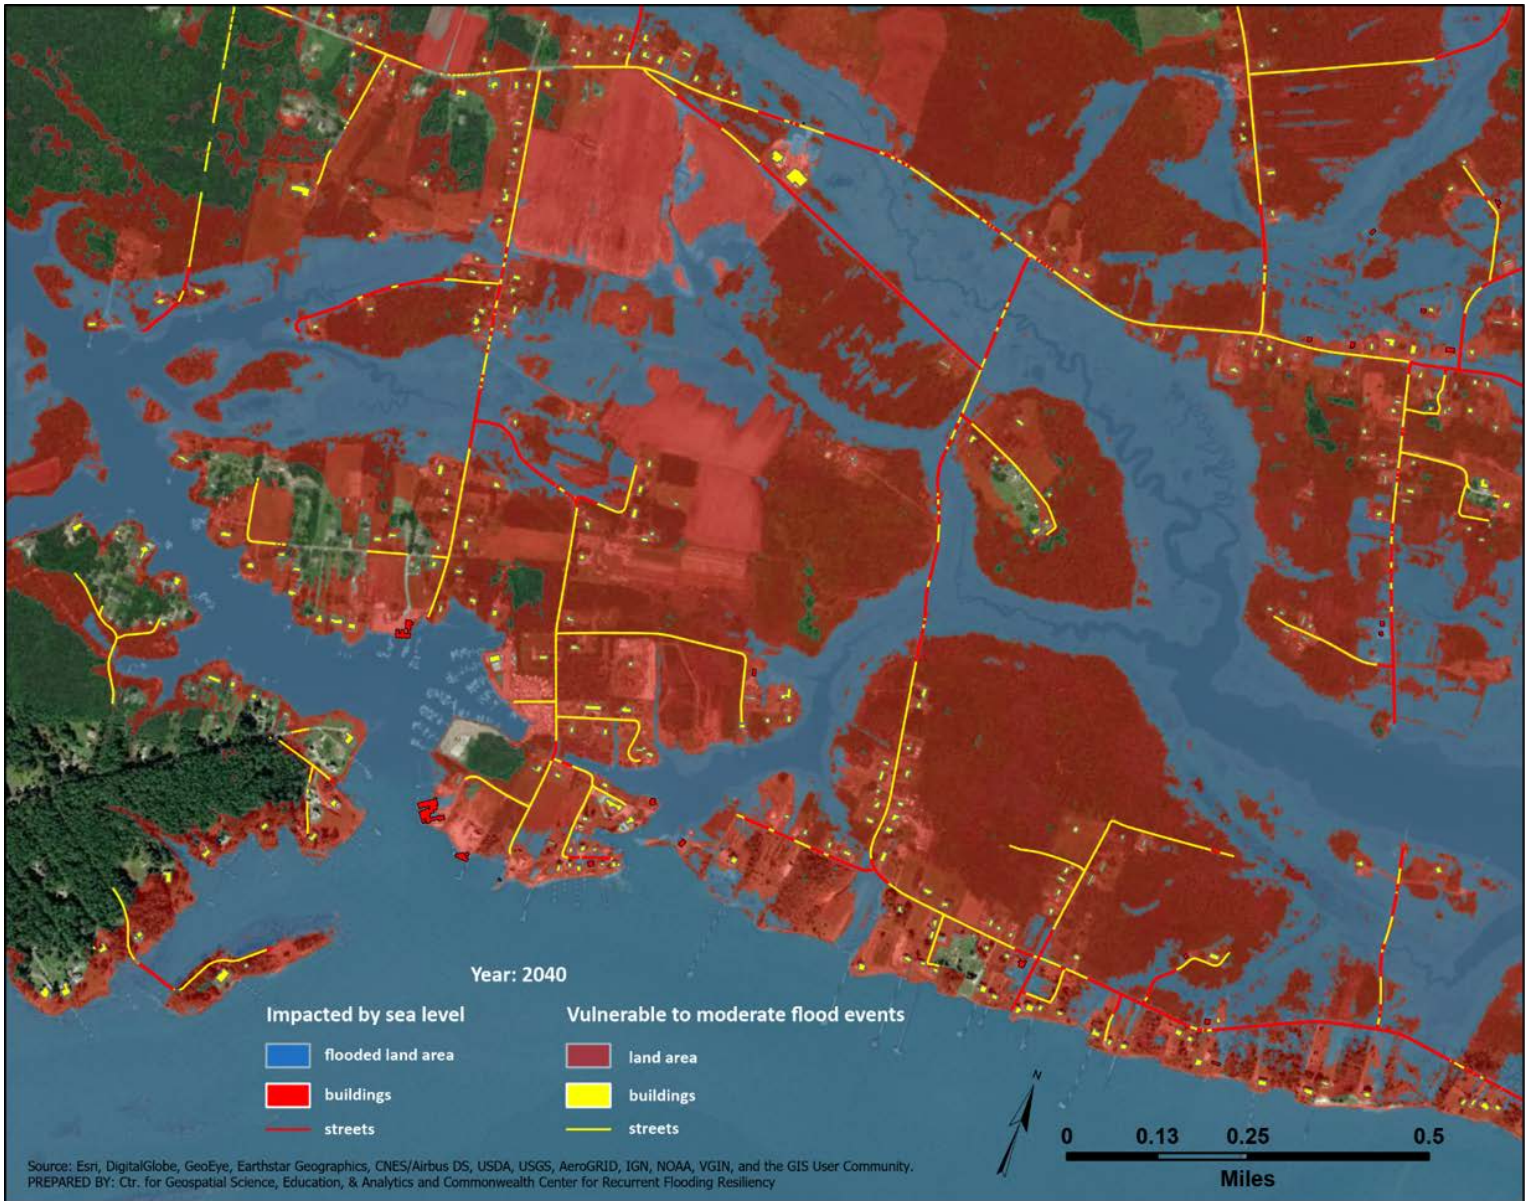 Year: 2040
Impacted by sea level
flooded land area
buildings
streets
Vulnerable to moderate flood events
land area
buildings
streets
N
0 0.13 0.25 0.5
Miles
Source: Esri, DigitalGlobe, GeoEye, Earthstar Geographics, CNES/Airbus DS, USDA, USGS, AeroGRID, IGN, NOAA, VGIN, and the GIS User Community.
PREPARED BY: Ctr. for Geospatial Science, Education, & Analytics and Commonwealth Center for Recurrent Flooding Resiliency